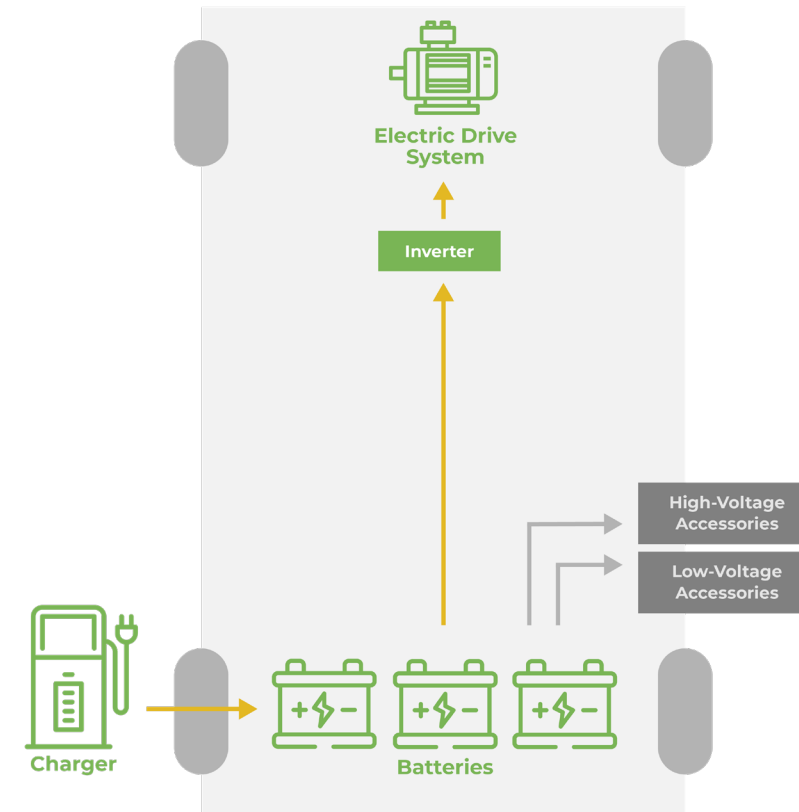 Electric Drive
System
Inverter
High-Voltage
Accessories
Low-Voltage
Accessories
Charger
Batteries